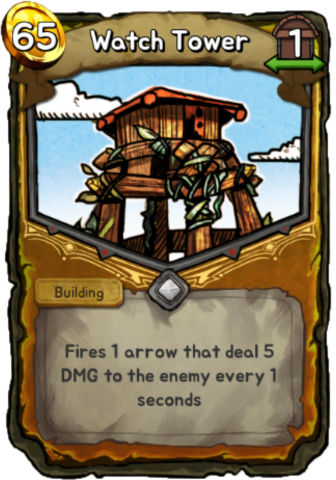 65
Watch Tower
1
Building
Fires 1 arrow that deal 5
DMG to the enemy every 1
seconds